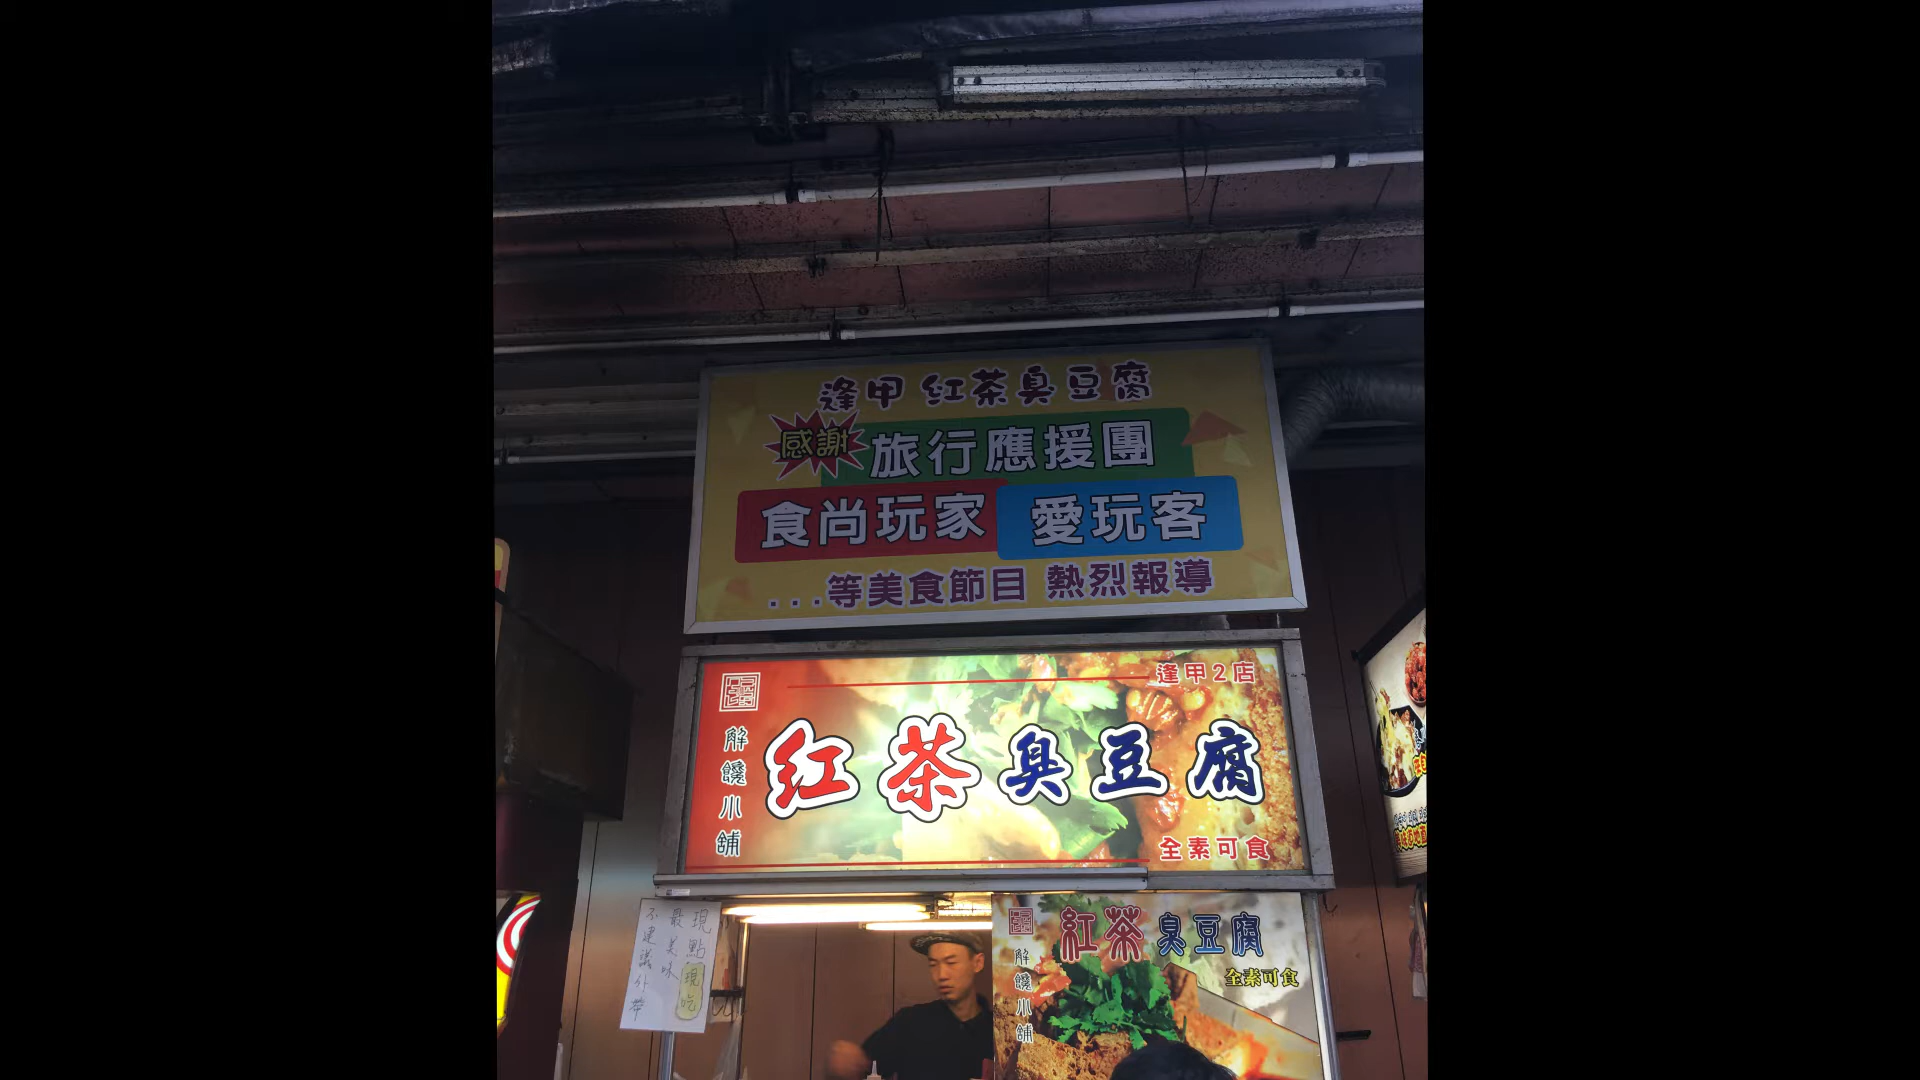 逢甲 紅茶臭豆腐
感謝 旅行應援團
食尚玩家 愛玩客
...等美食節目 熱烈報導
逢甲2店
解饞小舖
紅茶臭豆腐
全素可食
現點現吃
最美味
不建議外帶
紅茶臭豆腐
全素可食
解饞小舖